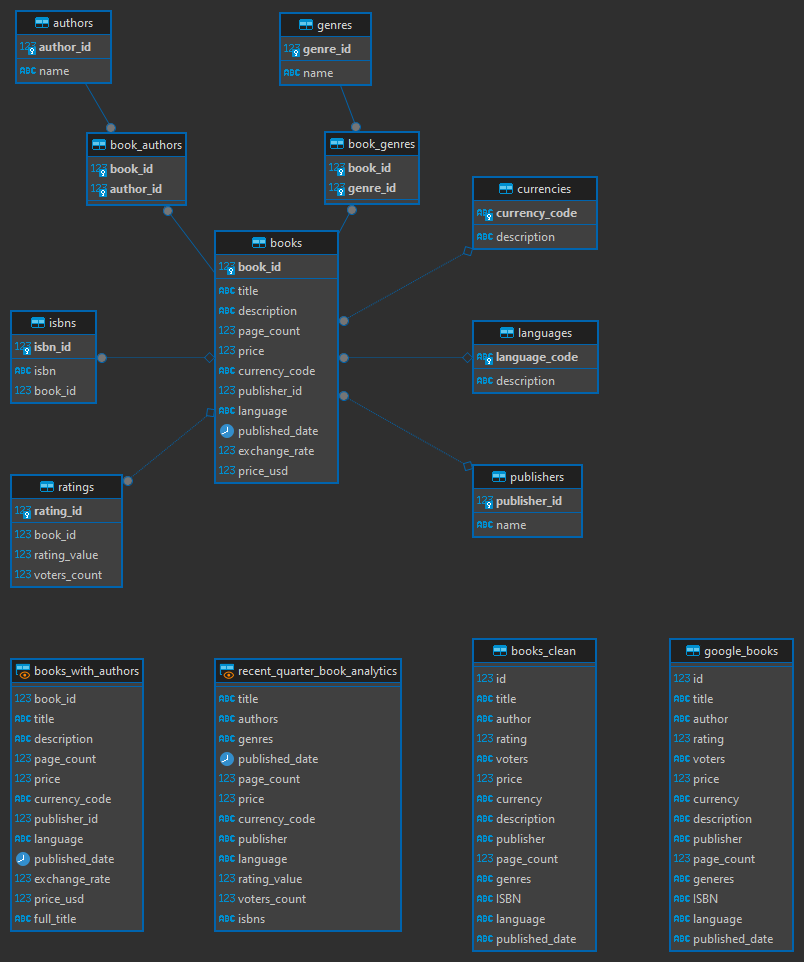 authors
123 author_id
ABC name
genres
123 genre_id
ABC name
book_authors
123 book_id
123 author_id
book_genres
123 book_id
123 genre_id
currencies
ABC currency_code
ABC description
books
123 book_id
ABC title
ABC description
123 page_count
123 price
ABC currency_code
123 publisher_id
ABC language
published_date
123 exchange_rate
123 price_usd
isbns
123 isbn_id
ABC isbn
123 book_id
languages
ABC language_code
ABC description
ratings
123 rating_id
123 book_id
123 rating_value
123 voters_count
publishers
123 publisher_id
ABC name
books_with_authors
123 book_id
ABC title
ABC description
123 page_count
123 price
ABC currency_code
123 publisher_id
ABC language
published_date
123 exchange_rate
123 price_usd
ABC full_title
recent_quarter_book_analytics
ABC title
ABC authors
ABC genres
published_date
123 page_count
123 price
ABC currency_code
ABC publisher
ABC language
123 rating_value
123 voters_count
ABC isbns
books_clean
123 id
ABC title
ABC author
123 rating
ABC voters
123 price
ABC currency
ABC description
ABC publisher
123 page_count
ABC genres
ABC ISBN
ABC language
ABC published_date
google_books
123 id
ABC title
ABC author
123 rating
ABC voters
123 price
ABC currency
ABC description
ABC publisher
123 page_count
ABC generes
ABC ISBN
ABC language
ABC published_date